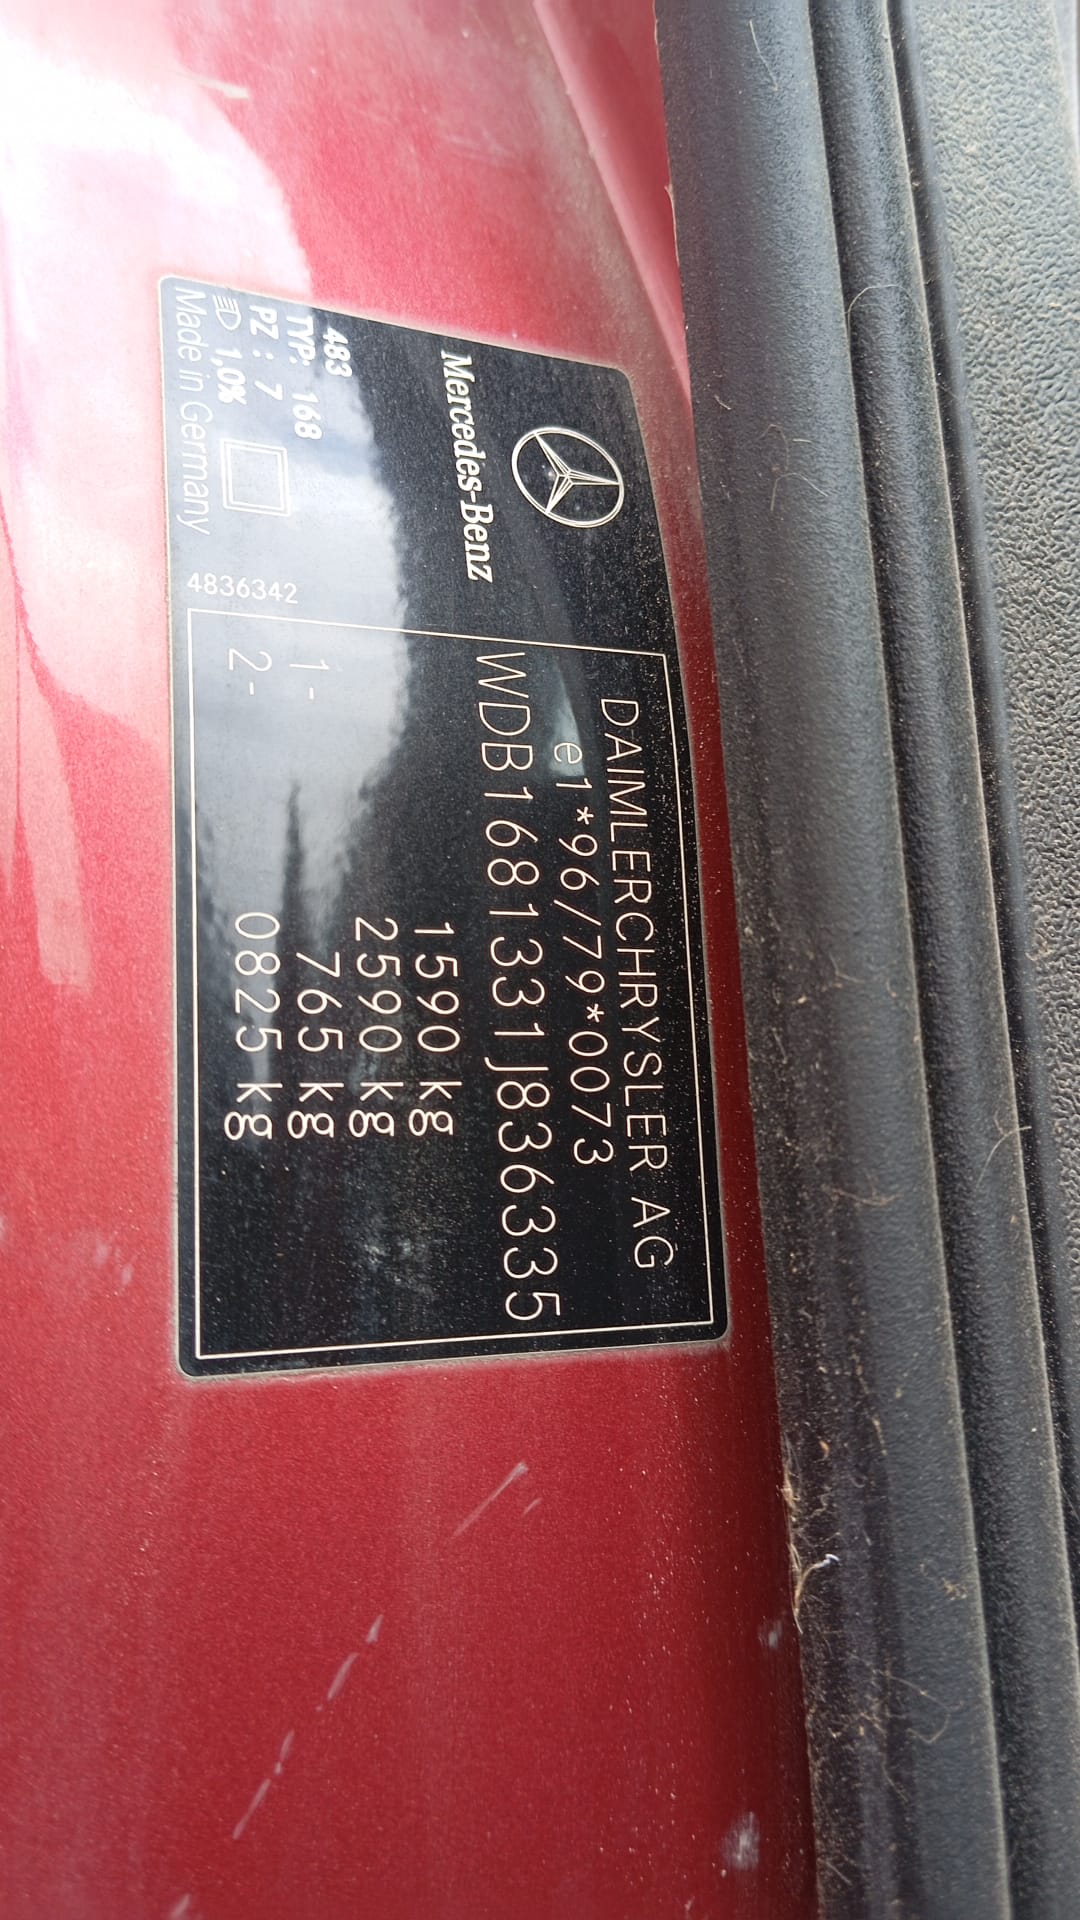 Mercedes-Benz
483
TYP: 168
PZ: 7
1,0%
Made in Germany
4836342
DAIMLERCHRYSLER AG
e1*96/79*0073
WDB1681331J836335
1590 kg
2590 kg
1- 765 kg
2- 0825 kg